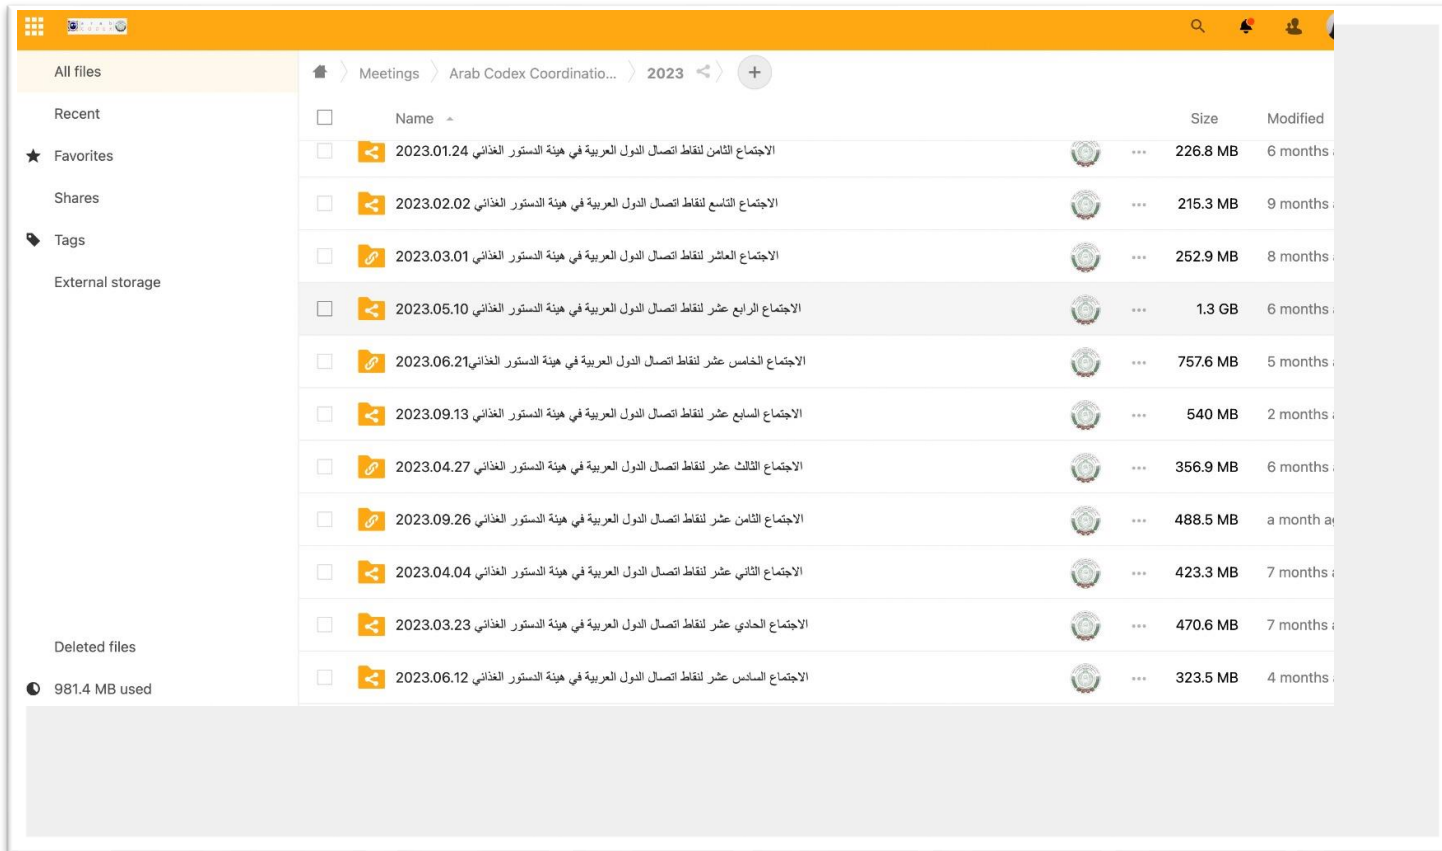 All files
Recent
Favorites
Shares
Tags
External storage
Deleted files
981.4 MB used
Meetings Arab Codex Coordinatio... 2023 +
Name Size Modified
الاجتماع الثامن لنقاط اتصال الدول العربية في هيئة الدستور الغذائي 2023.01.24 226.8 MB 6 months
الاجتماع التاسع لنقاط اتصال الدول العربية في هيئة الدستور الغذائي 2023.02.02 215.3 MB 9 months
الاجتماع العاشر لنقاط اتصال الدول العربية في هيئة الدستور الغذائي 2023.03.01 252.9 MB 8 months
الاجتماع الرابع عشر لنقاط اتصال الدول العربية في هيئة الدستور الغذائي 2023.05.10 1.3 GB 6 months
الاجتماع الخامس عشر لنقاط اتصال الدول العربية في هيئة الدستور الغذائي2023.06.21 757.6 MB 5 months
الاجتماع السابع عشر لنقاط اتصال الدول العربية في هيئة الدستور الغذائي 2023.09.13 540 MB 2 months
الاجتماع الثالث عشر لنقاط اتصال الدول العربية في هيئة الدستور الغذائي 2023.04.27 356.9 MB 6 months
الاجتماع الثامن عشر لنقاط اتصال الدول العربية في هيئة الدستور الغذائي 2023.09.26 488.5 MB a month
الاجتماع الثاني عشر لنقاط اتصال الدول العربية في هيئة الدستور الغذائي 2023.04.04 423.3 MB 7 months
الاجتماع الحادي عشر لنقاط اتصال الدول العربية في هيئة الدستور الغذائي 2023.03.23 470.6 MB 7 months
الاجتماع السادس عشر لنقاط اتصال الدول العربية في هيئة الدستور الغذائي 2023.06.12 323.5 MB 4 months